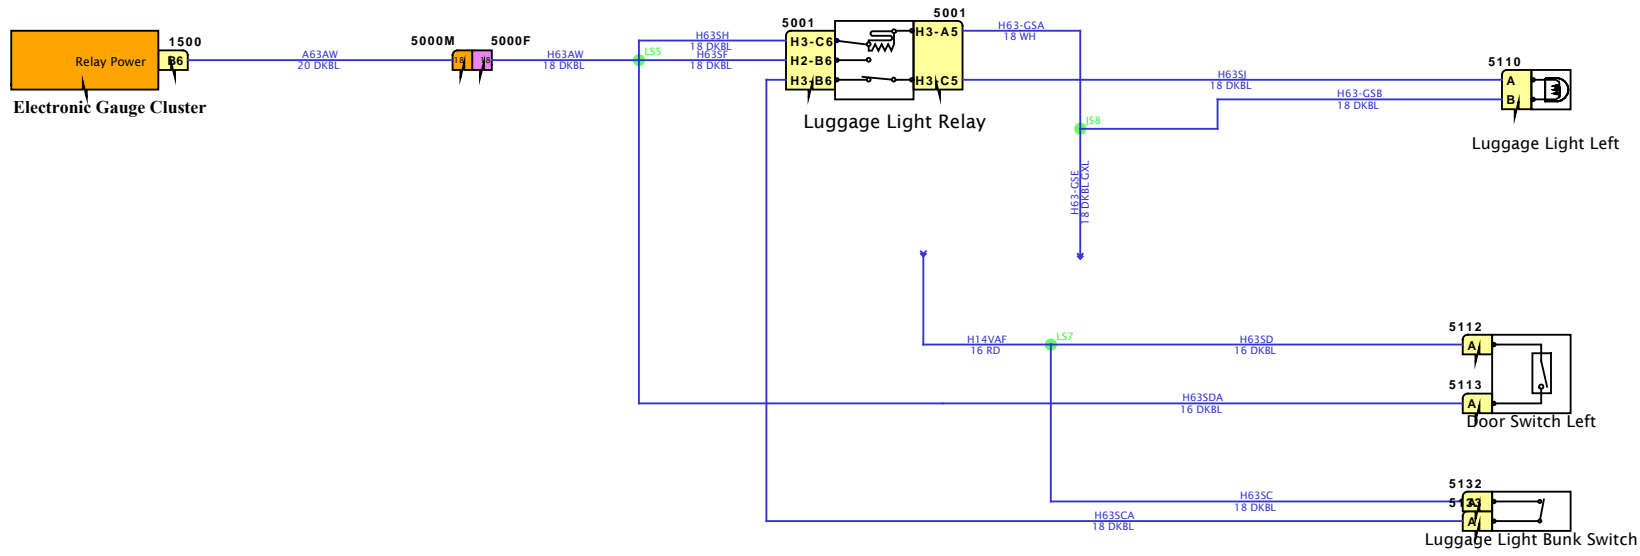 5001
5001
H63-GSA
18 WH
1500
5000M
5000F
H63SH
18 DKBL
H3-C6
H3-A5
Relay Power
B6
A63AW
20 DKBL
18
18
H63AW
18 DKBL
LS5
H63SF
18 DKBL
H2-B6
5110
H3-B6
H3-C5
H63SJ
18 DKBL
A
Electronic Gauge Cluster
H63-GSB
18 DKBL
B
Luggage Light Relay
JS8
Luggage Light Left
H63-GSE
18 DKBL GXL
5112
H14VAF
16 RD
LS7
H63SD
16 DKBL
A
5113
H63SDA
16 DKBL
A
Door Switch Left
5132
H63SC
18 DKBL
A
5133
H63SCA
18 DKBL
A
Luggage Light Bunk Switch